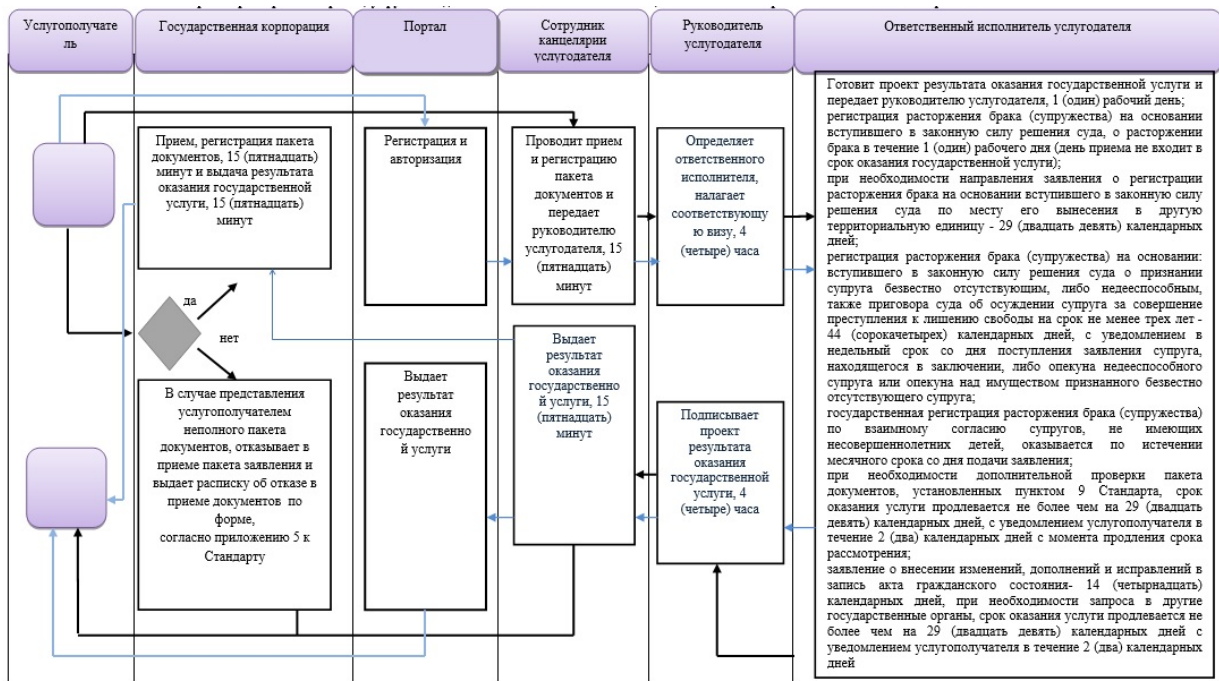 Услугополучате
ль
Государственная корпорация
Портал
Сотрудник
канцелярии
услугодателя
Руководитель
услугодателя
Ответственный исполнитель услугодателя
Прием, регистрация пакета
документов, 15 (пятнадцать)
минут и выдача результата
оказания государственной
услуги, 15 (пятнадцать)
минут
да
нет
В случае представления
услугополучателем
неполного пакета
документов, отказывает в
приеме пакета заявления и
выдает расписку об отказе в
приеме документов по
форме,
согласно приложению 5 к
Стандарту
Регистрация и
авторизация
Выдает
результат
оказания
государственно
й услуги
Проводит прием
и регистрацию
пакета
документов и
передает
руководителю
услугодателя, 15
(пятнадцать)
минут
Выдает
результат
оказания
государственно
й услуги, 15
(пятнадцать)
минут
Определяет
ответственного
исполнителя,
налагает
соответствующу
ю визу, 4
(четыре) часа
Подписывает
проект
результата
оказания
государственно
й услуги, 4
(четыре) часа
Готовит проект результата оказания государственной услуги и
передает руководителю услугодателя, 1 (один) рабочий день;
регистрация расторжения брака (супружества) на основании
вступившего в законную силу решения суда, о расторжении
брака в течение 1 (один) рабочего дня (день приема не входит в
срок оказания государственной услуги);
при необходимости направления заявления о регистрации
расторжения брака на основании вступившего в законную силу
решения суда по месту его вынесения в другую
территориальную единицу - 29 (двадцать девять) календарных
дней;
регистрация расторжения брака (супружества) на основании:
вступившего в законную силу решения суда о признании
супруга безвестно отсутствующим, либо недееспособным,
также приговора суда об осуждении супруга за совершение
преступления к лишению свободы на срок не менее трех лет -
44 (сорокачетырех) календарных дней, с уведомлением в
недельный срок со дня поступления заявления супруга,
находящегося в заключении, либо опекуна недееспособного
супруга или опекуна над имуществом признанного безвестно
отсутствующего супруга;
государственная регистрация расторжения брака (супружества)
по взаимному согласию супругов, не имеющих
несовершеннолетних детей, оказывается по истечении
месячного срока со дня подачи заявления;
при необходимости дополнительной проверки пакета
документов, установленных пунктом 9 Стандарта, срок
оказания услуги продлевается не более чем на 29 (двадцать
девять) календарных дней, с уведомлением услугополучателя в
течение 2 (два) календарных дней с момента продления срока
рассмотрения;
заявление о внесении изменений, дополнений и исправлений в
запись акта гражданского состояния- 14 (четырнадцать)
календарных дней, при необходимости запроса в другие
государственные органы, срок оказания услуги продлевается не
более чем на 29 (двадцать девять) календарных дней с
уведомлением услугополучателя в течение 2 (два) календарных
дней